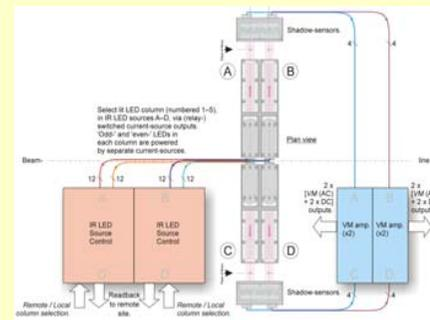 Shadow-sensors.
4
4
A
B
Select lit LED column (numbered 1–5),
in IR LED sources A–D, via (relay-)
switched current-source outputs.
'Odd-' and 'even-' LEDs in
each column are powered
by separate current-sources.
Plan view
Beam-
line
12
12
12
12
A
B
IR LED
Source
Control
IR LED
Source
Control
C
D
Remote / Local
column selection.
Readback
to remote
site.
Remote / Local
column selection.
C
D
Shadow-sensors.
2 x
[VM (AC)
+ 2 x DC]
outputs.
A
B
VM amp.
(x2)
VM amp.
(x2)
C
D
2 x
4
4